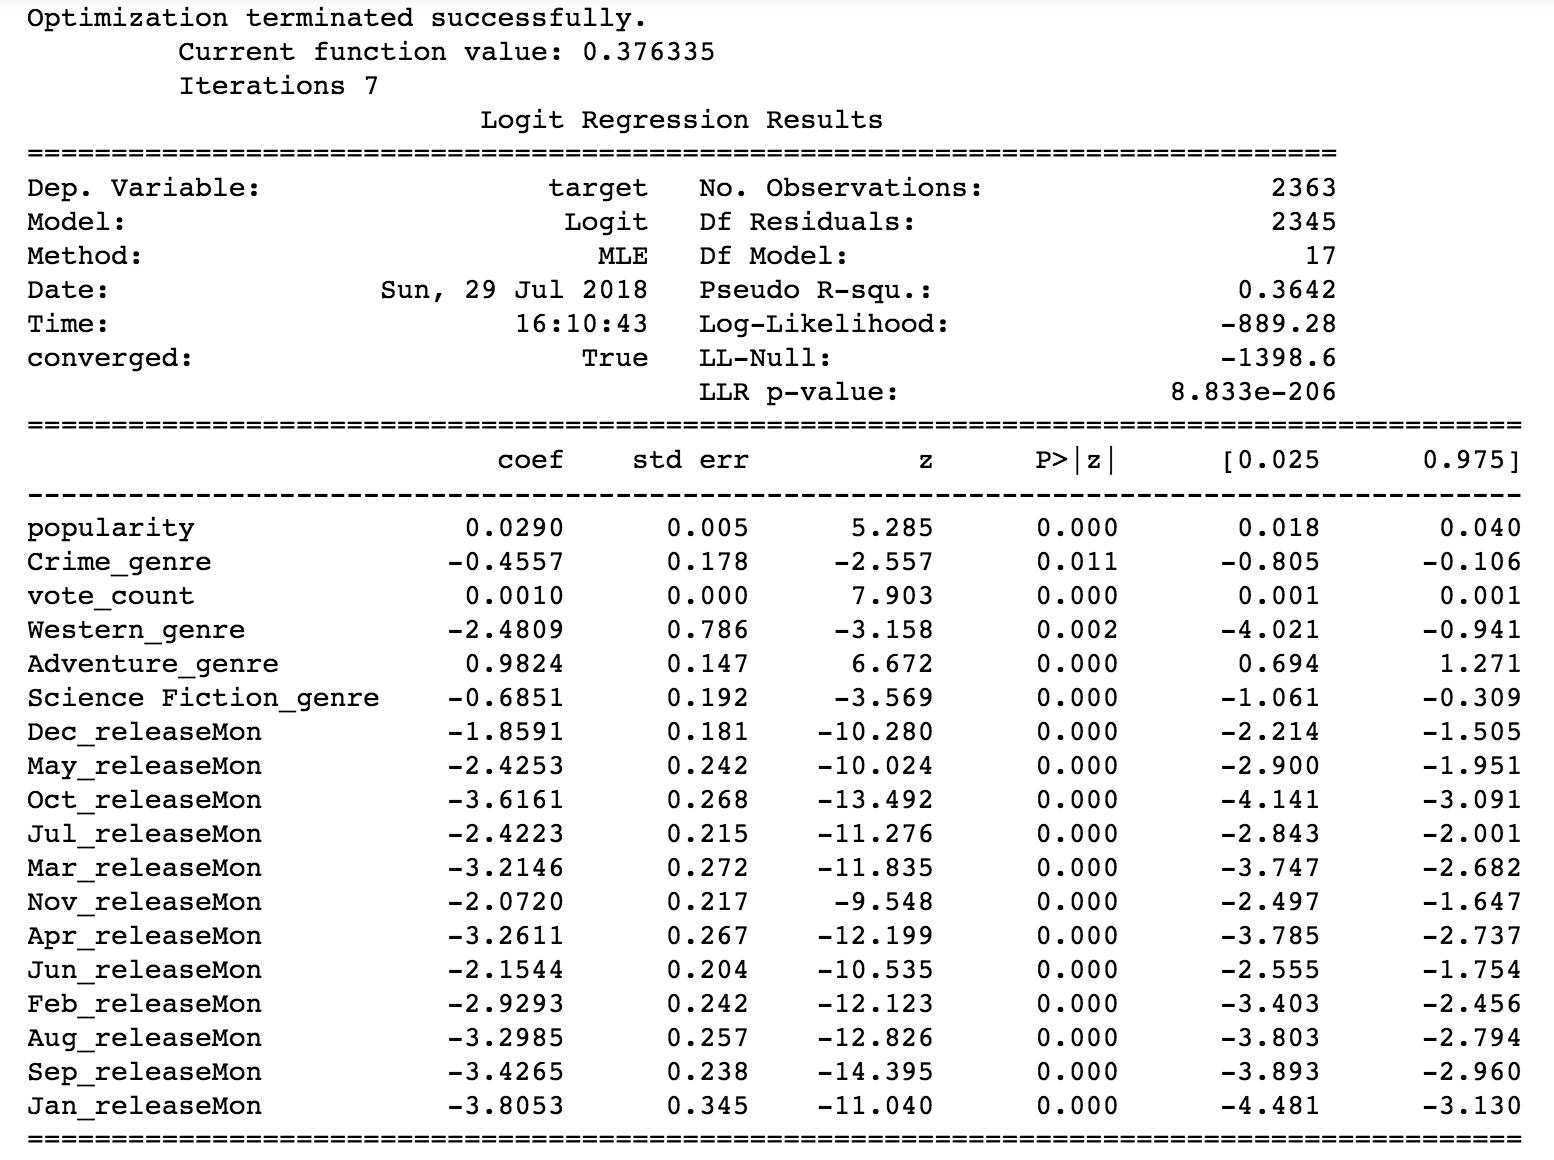 Optimization terminated successfully.
Current function value: 0.376335
Iterations 7
Logit Regression Results
==============================================================================
Dep. Variable: target No. Observations: 2363
Model: Logit Df Residuals: 2345
Method: MLE Df Model: 17
Date: Sun, 29 Jul 2018 Pseudo R-squ.: 0.3642
Time: 16:10:43 Log-Likelihood: -889.28
converged: True LL-Null: -1398.6
LLR p-value: 8.833e-206
=========================================================================================
coef std err z P>|z| [0.025 0.975]
-----------------------------------------------------------------------------------------
popularity 0.0290 0.005 5.285 0.000 0.018 0.040
Crime_genre -0.4557 0.178 -2.557 0.011 -0.805 -0.106
vote_count 0.0010 0.000 7.903 0.000 0.001 0.001
Western_genre -2.4809 0.786 -3.158 0.002 -4.021 -0.941
Adventure_genre 0.9824 0.147 6.672 0.000 0.694 1.271
Science Fiction_genre -0.6851 0.192 -3.569 0.000 -1.061 -0.309
Dec_releaseMon -1.8591 0.181 -10.280 0.000 -2.214 -1.505
May_releaseMon -2.4253 0.242 -10.024 0.000 -2.900 -1.951
Oct_releaseMon -3.6161 0.268 -13.492 0.000 -4.141 -3.091
Jul_releaseMon -2.4223 0.215 -11.276 0.000 -2.843 -2.001
Mar_releaseMon -3.2146 0.272 -11.835 0.000 -3.747 -2.682
Nov_releaseMon -2.0720 0.217 -9.548 0.000 -2.497 -1.647
Apr_releaseMon -3.2611 0.267 -12.199 0.000 -3.785 -2.737
Jun_releaseMon -2.1544 0.204 -10.535 0.000 -2.555 -1.754
Feb_releaseMon -2.9293 0.242 -12.123 0.000 -3.403 -2.456
Aug_releaseMon -3.2985 0.257 -12.826 0.000 -3.803 -2.794
Sep_releaseMon -3.4265 0.238 -14.395 0.000 -3.893 -2.960
Jan_releaseMon -3.8053 0.345 -11.040 0.000 -4.481 -3.130
=========================================================================================